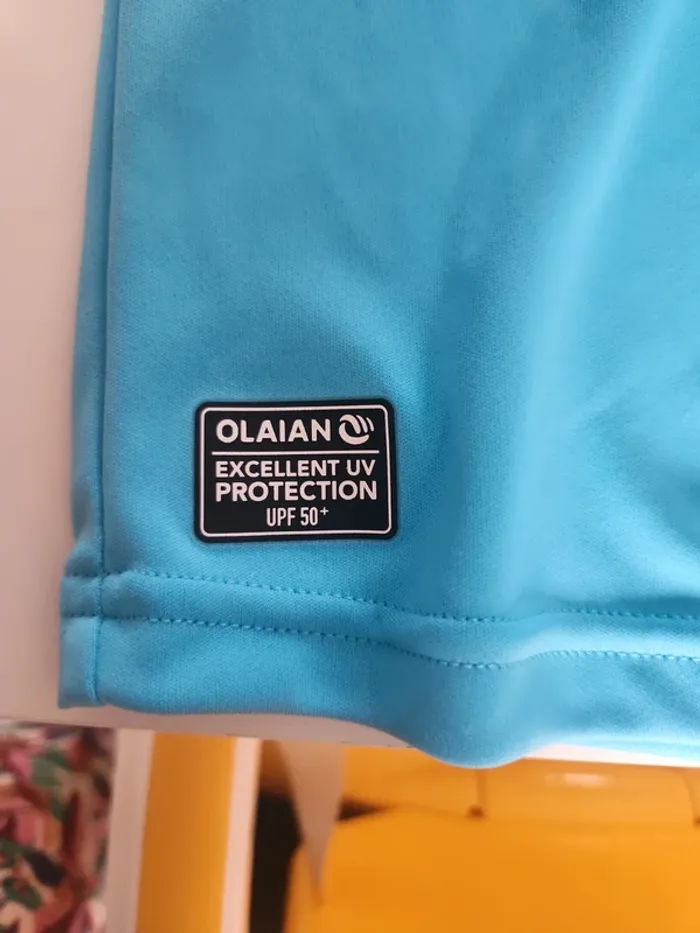 OLAIAN
EXCELLENT UV
PROTECTION
UPF 50+